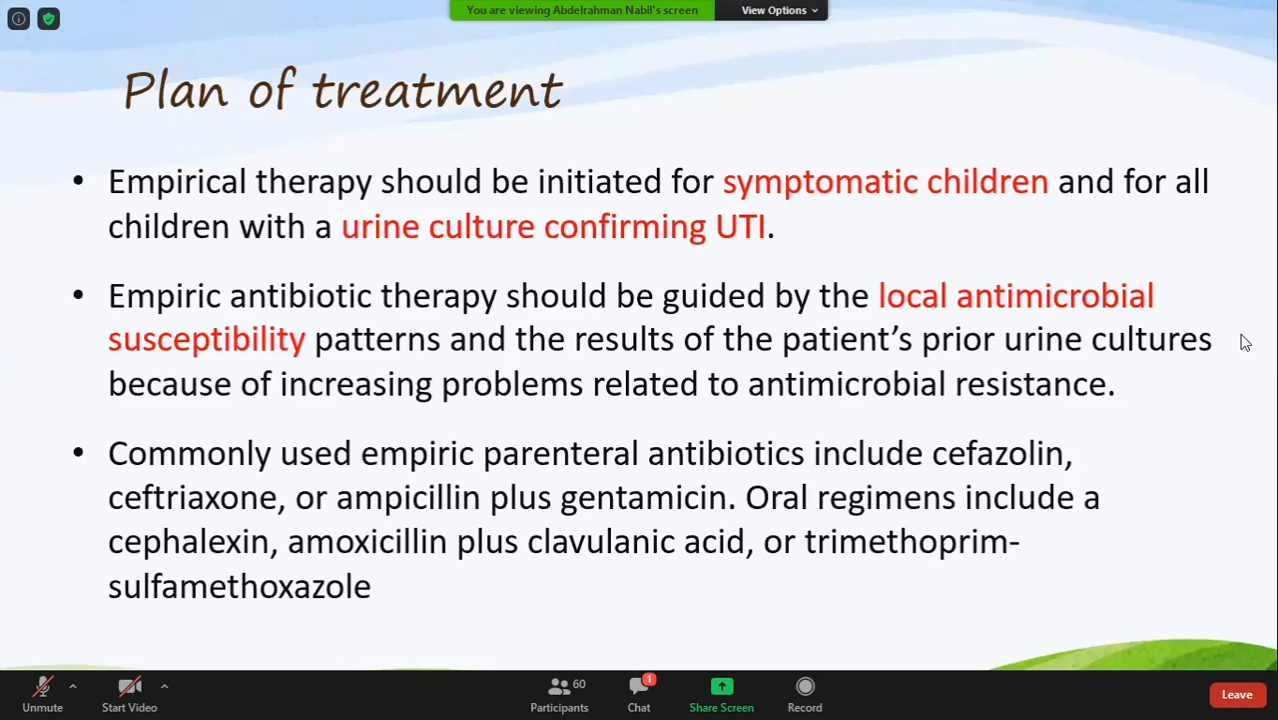 You are viewing Abdelrahman Nabil's screen
View Options
Plan of treatment
• Empirical therapy should be initiated for symptomatic children and for all
children with a urine culture confirming UTI.
• Empiric antibiotic therapy should be guided by the local antimicrobial
susceptibility patterns and the results of the patient’s prior urine cultures
because of increasing problems related to antimicrobial resistance.
• Commonly used empiric parenteral antibiotics include cefazolin,
ceftriaxone, or ampicillin plus gentamicin. Oral regimens include a
cephalexin, amoxicillin plus clavulanic acid, or trimethoprim-
sulfamethoxazole
60
1
Unmute
Start Video
Participants
Chat
Share Screen
Record
Leave